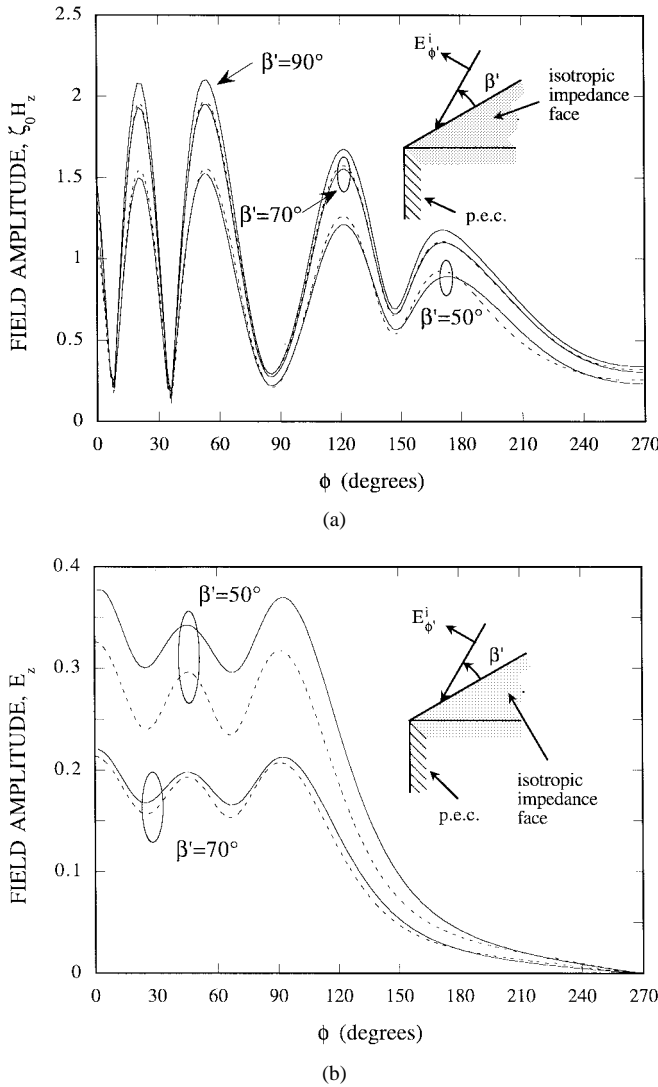 2.5
2
1.5
1
0.5
0
FIELD AMPLITUDE, ζ₀H_z
β'=90°
β'=70°
β'=50°
E^i_φ'
β'
isotropic
impedance
face
p.e.c.
0 30 60 90 120 150 180 210 240 270
φ (degrees)
(a)
0.4
0.3
0.2
0.1
0
FIELD AMPLITUDE, E_z
β'=50°
β'=70°
E^i_φ'
β'
isotropic
impedance
face
p.e.c.
0 30 60 90 120 150 180 210 240 270
φ (degrees)
(b)